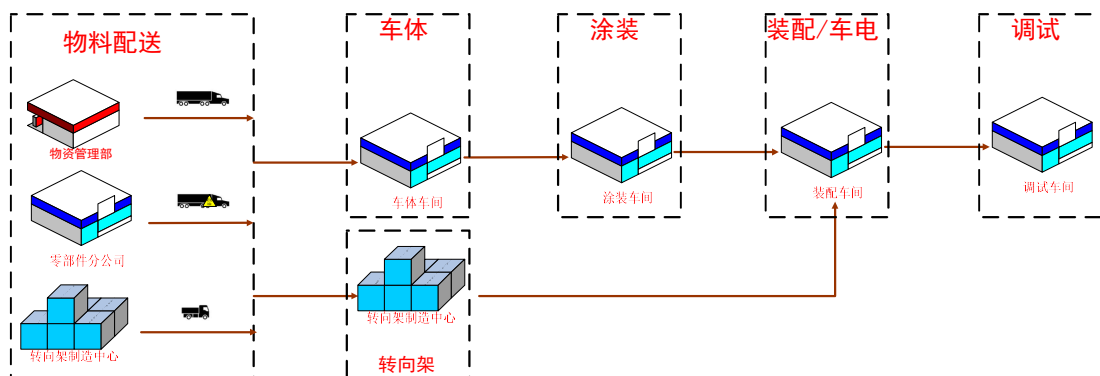 物料配送
车体
涂装
装配/车电
调试
物资管理部
车体车间
涂装车间
装配车间
调试车间
零部件分公司
转向架制造中心
转向架制造中心
转向架